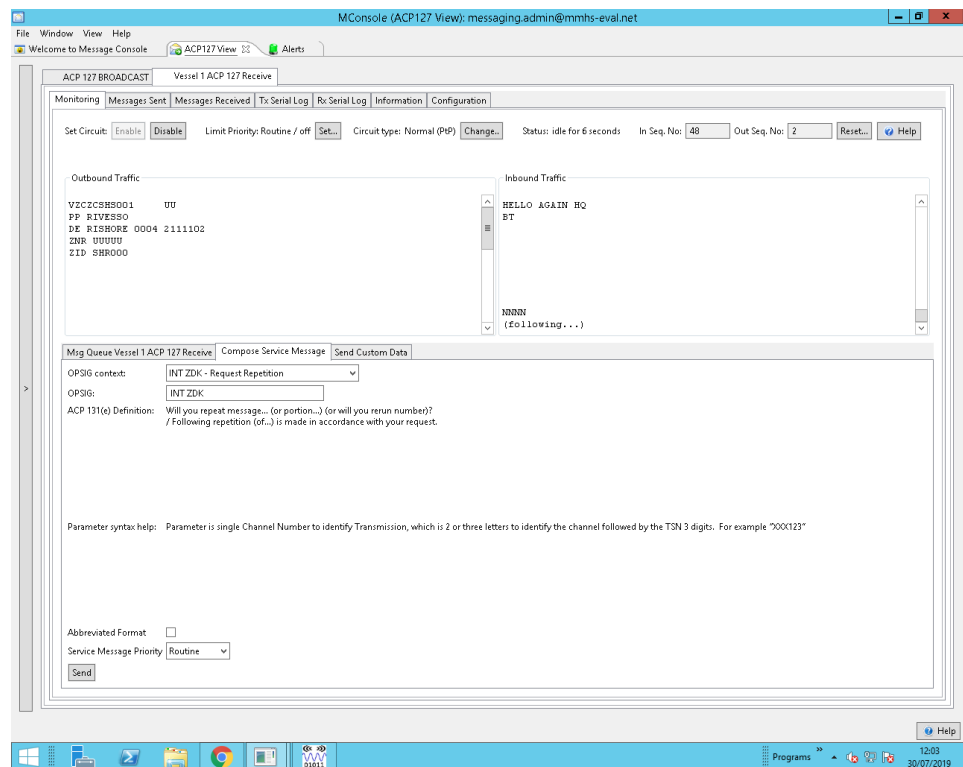 MConsole (ACP127 View): messaging.admin@mmhs-eval.net
File Window View Help
Welcome to Message Console ACP127 View Alerts
ACP 127 BROADCAST Vessel 1 ACP 127 Receive
Monitoring Messages Sent Messages Received Tx Serial Log Rx Serial Log Information Configuration
Set Circuit: Enable Disable Limit Priority: Routine / off Set... Circuit type: Normal (PtP) Change.. Status: idle for 6 seconds In Seq. No: 48 Out Seq. No: 2 Reset... Help
Outbound Traffic
VZCZCSHS001 UU
PP RIVESSO
DE RISHORE 0004 2111102
ZNR UUUUU
ZID SHR000
Inbound Traffic
HELLO AGAIN HQ
BT
NNNN
(following...)
Msg Queue Vessel 1 ACP 127 Receive Compose Service Message Send Custom Data
OPSIG context: INT ZDK - Request Repetition
OPSIG: INT ZDK
ACP 131(e) Definition: Will you repeat message... (or portion...) (or will you rerun number)?
/ Following repetition (of...) is made in accordance with your request.
>
Parameter syntax help: Parameter is single Channel Number to identify Transmission, which is 2 or three letters to identify the channel followed by the TSN 3 digits. For example "XXX123"
Abbreviated Format
Service Message Priority Routine
Send
Help
01011
Programs 12:03
30/07/2019